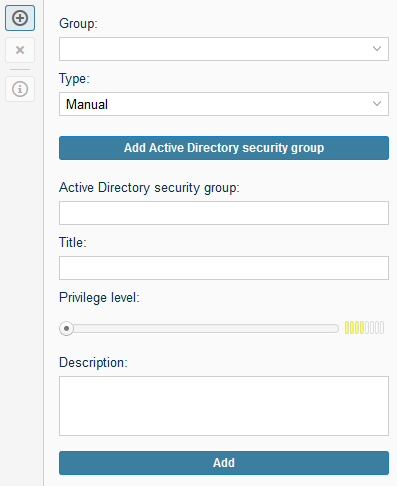 Group:
Type:
Manual
Add Active Directory security group
Active Directory security group:
Title:
Privilege level:
Description:
Add